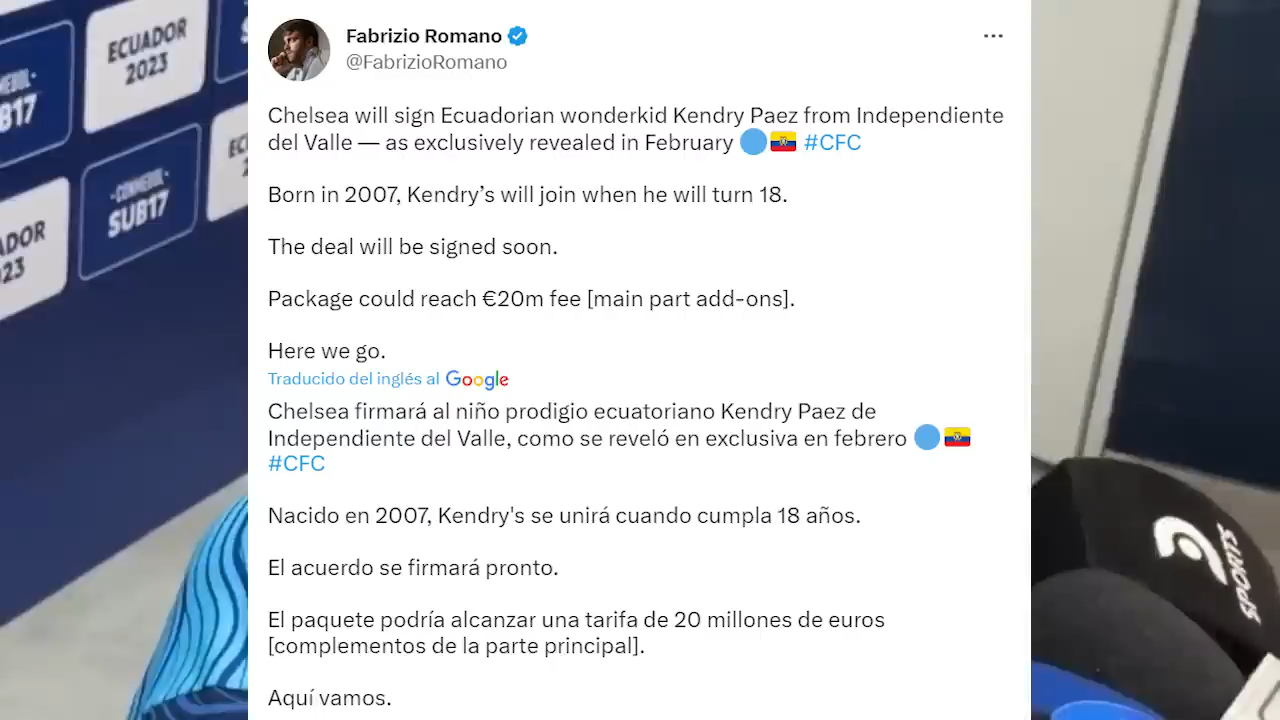 Fabrizio Romano
@FabrizioRomano
Chelsea will sign Ecuadorian wonderkid Kendry Paez from Independiente
del Valle — as exclusively revealed in February 🔵🇪🇨 #CFC
Born in 2007, Kendry’s will join when he will turn 18.
The deal will be signed soon.
Package could reach €20m fee [main part add-ons].
Here we go.
Traducido del inglés al Google
Chelsea firmará al niño prodigio ecuatoriano Kendry Paez de
Independiente del Valle, como se reveló en exclusiva en febrero 🔵🇪🇨
#CFC
Nacido en 2007, Kendry's se unirá cuando cumpla 18 años.
El acuerdo se firmará pronto.
El paquete podría alcanzar una tarifa de 20 millones de euros
[complementos de la parte principal].
Aquí vamos.
ECUADOR
2023
CONMEBOL
SUB17
SPORTS